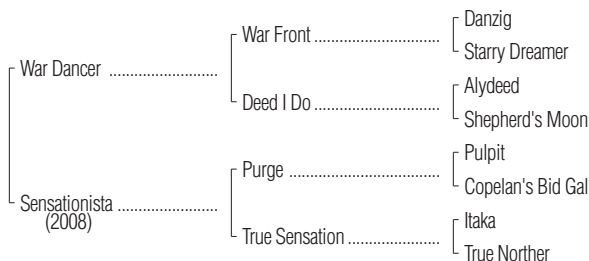 Danzig
War Front ..............................
Starry Dreamer
War Dancer ..........................
Alydeed
Deed I Do ..............................
Shepherd's Moon
Pulpit
Purge ....................................
Copelan's Bid Gal
Sensationista ........................
(2008)
Itaka
True Sensation ......................
True Norther